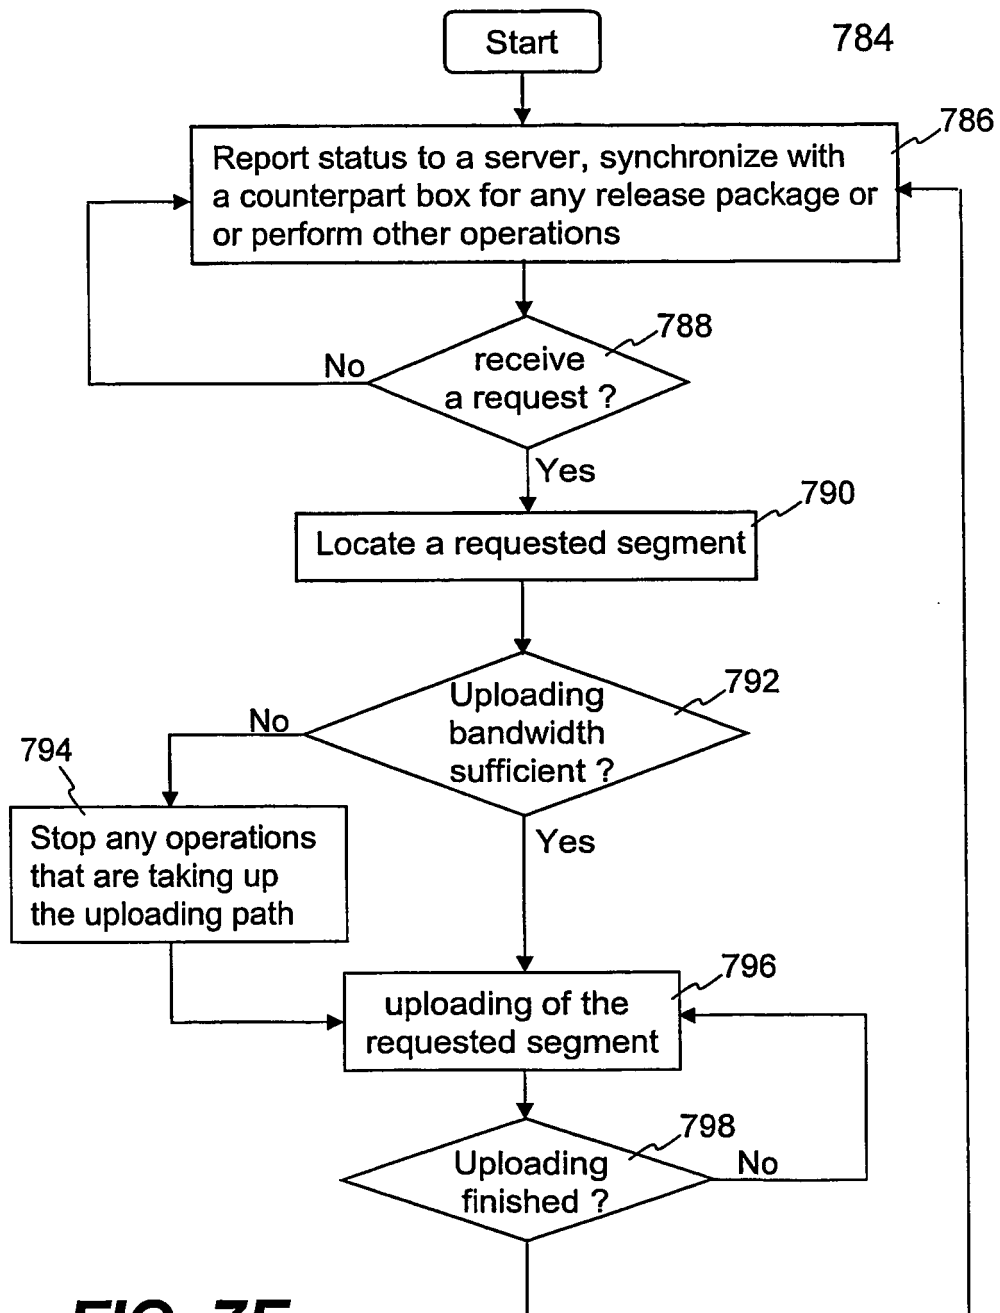 Start
784
786
Report status to a server, synchronize with
a counterpart box for any release package or
or perform other operations
788
No
receive
a request ?
Yes
790
Locate a requested segment
792
No
Uploading
bandwidth
sufficient ?
794
Yes
Stop any operations
that are taking up
the uploading path
796
uploading of the
requested segment
798
Uploading
finished ?
No